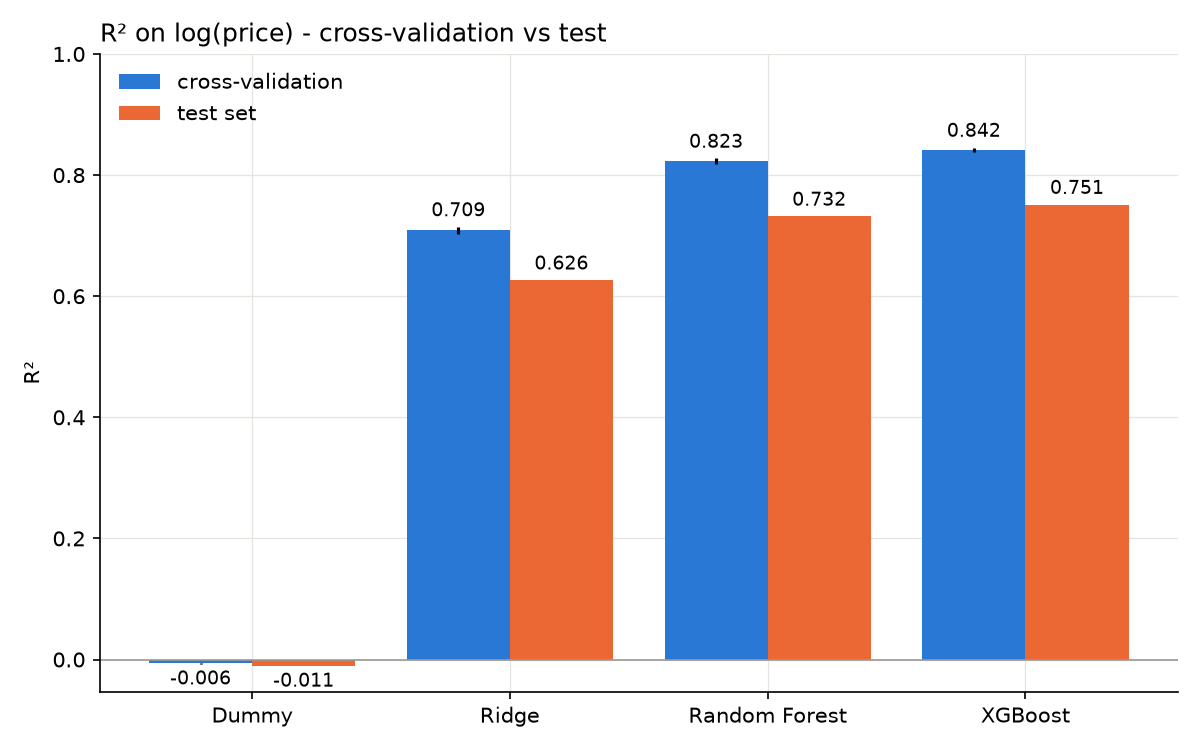 R² on log(price) - cross-validation vs test
cross-validation
test set
R²
1.0
0.8
0.6
0.4
0.2
0.0
-0.006
-0.011
0.709
0.626
0.823
0.732
0.842
0.751
Dummy
Ridge
Random Forest
XGBoost